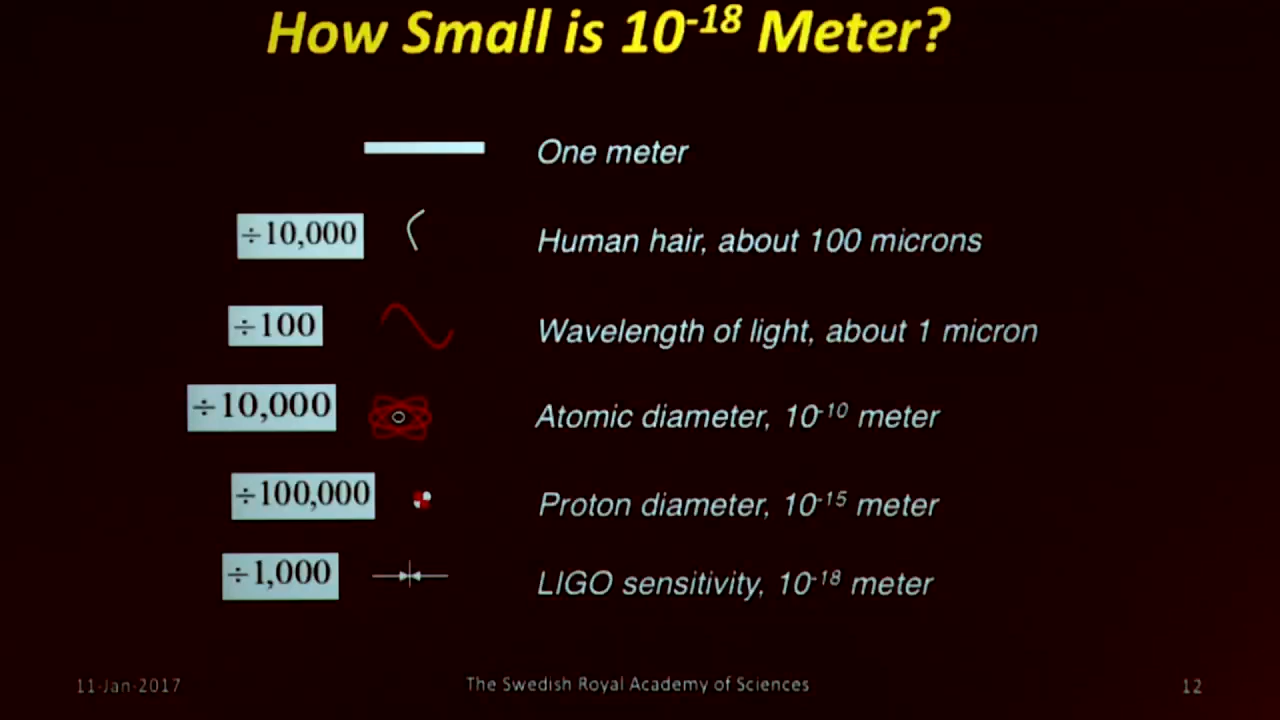 How Small is 10⁻¹⁸ Meter?
One meter
÷10,000 Human hair, about 100 microns
÷100 Wavelength of light, about 1 micron
÷10,000 Atomic diameter, 10⁻¹⁰ meter
÷100,000 Proton diameter, 10⁻¹⁵ meter
÷1,000 LIGO sensitivity, 10⁻¹⁸ meter
11-Jan-2017 The Swedish Royal Academy of Sciences 12